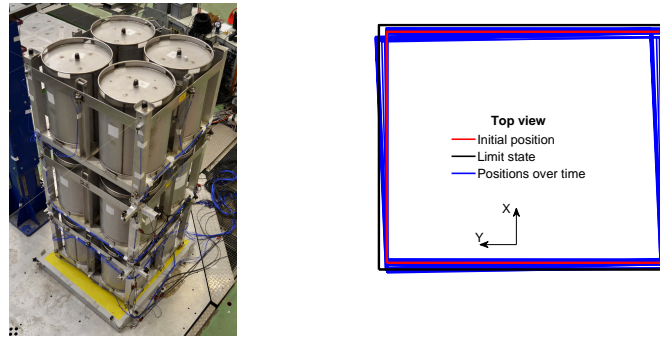 Top view
Initial position
Limit state
Positions over time
X
Y